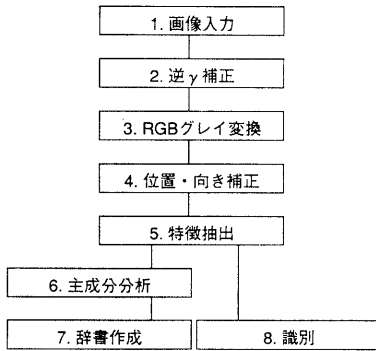 1. 画像入力
2. 逆γ補正
3. RGBグレイ変換
4. 位置・向き補正
5. 特徴抽出
6. 主成分分析
7. 辞書作成
8. 識別